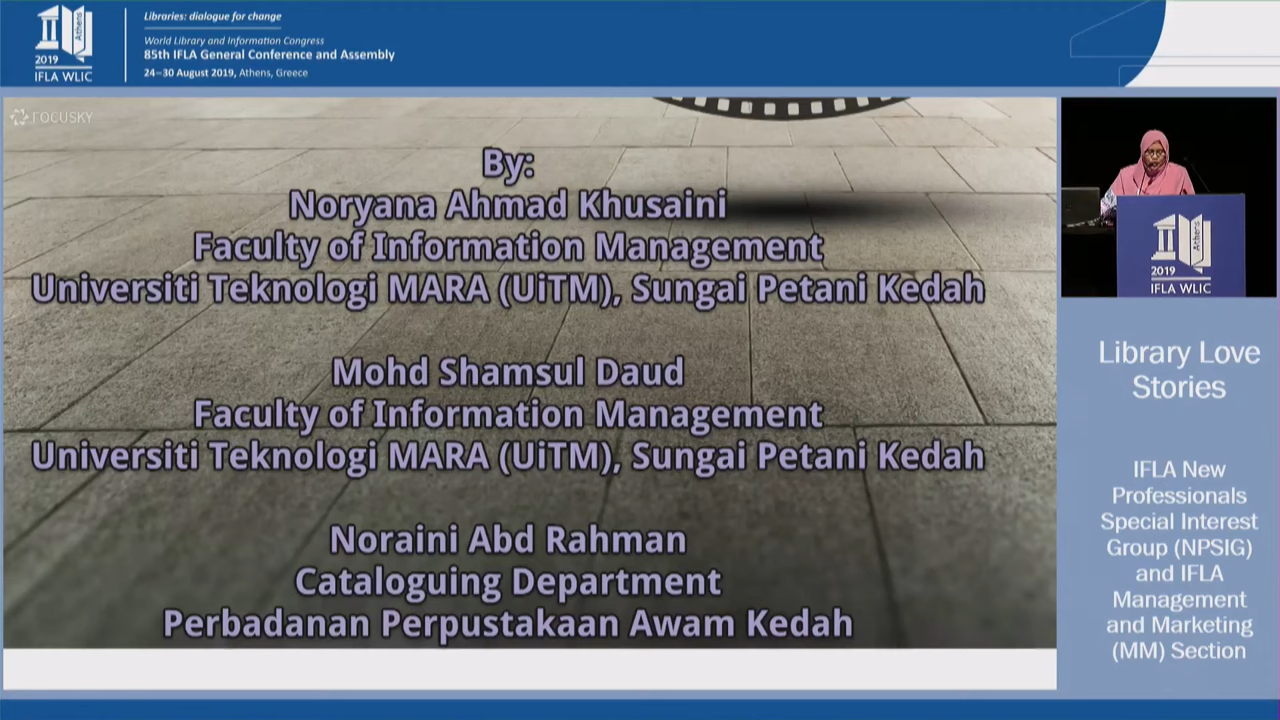 Athens
2019
IFLA WLIC
Libraries: dialogue for change
World Library and Information Congress
85th IFLA General Conference and Assembly
24–30 August 2019, Athens, Greece
FOCUSKY
By:
Noryana Ahmad Khusaini
Faculty of Information Management
Universiti Teknologi MARA (UiTM), Sungai Petani Kedah
Mohd Shamsul Daud
Faculty of Information Management
Universiti Teknologi MARA (UiTM), Sungai Petani Kedah
Noraini Abd Rahman
Cataloguing Department
Perbadanan Perpustakaan Awam Kedah
Athens
2019
IFLA WLIC
Library Love
Stories
IFLA New
Professionals
Special Interest
Group (NPSIG)
and IFLA
Management
and Marketing
(MM) Section